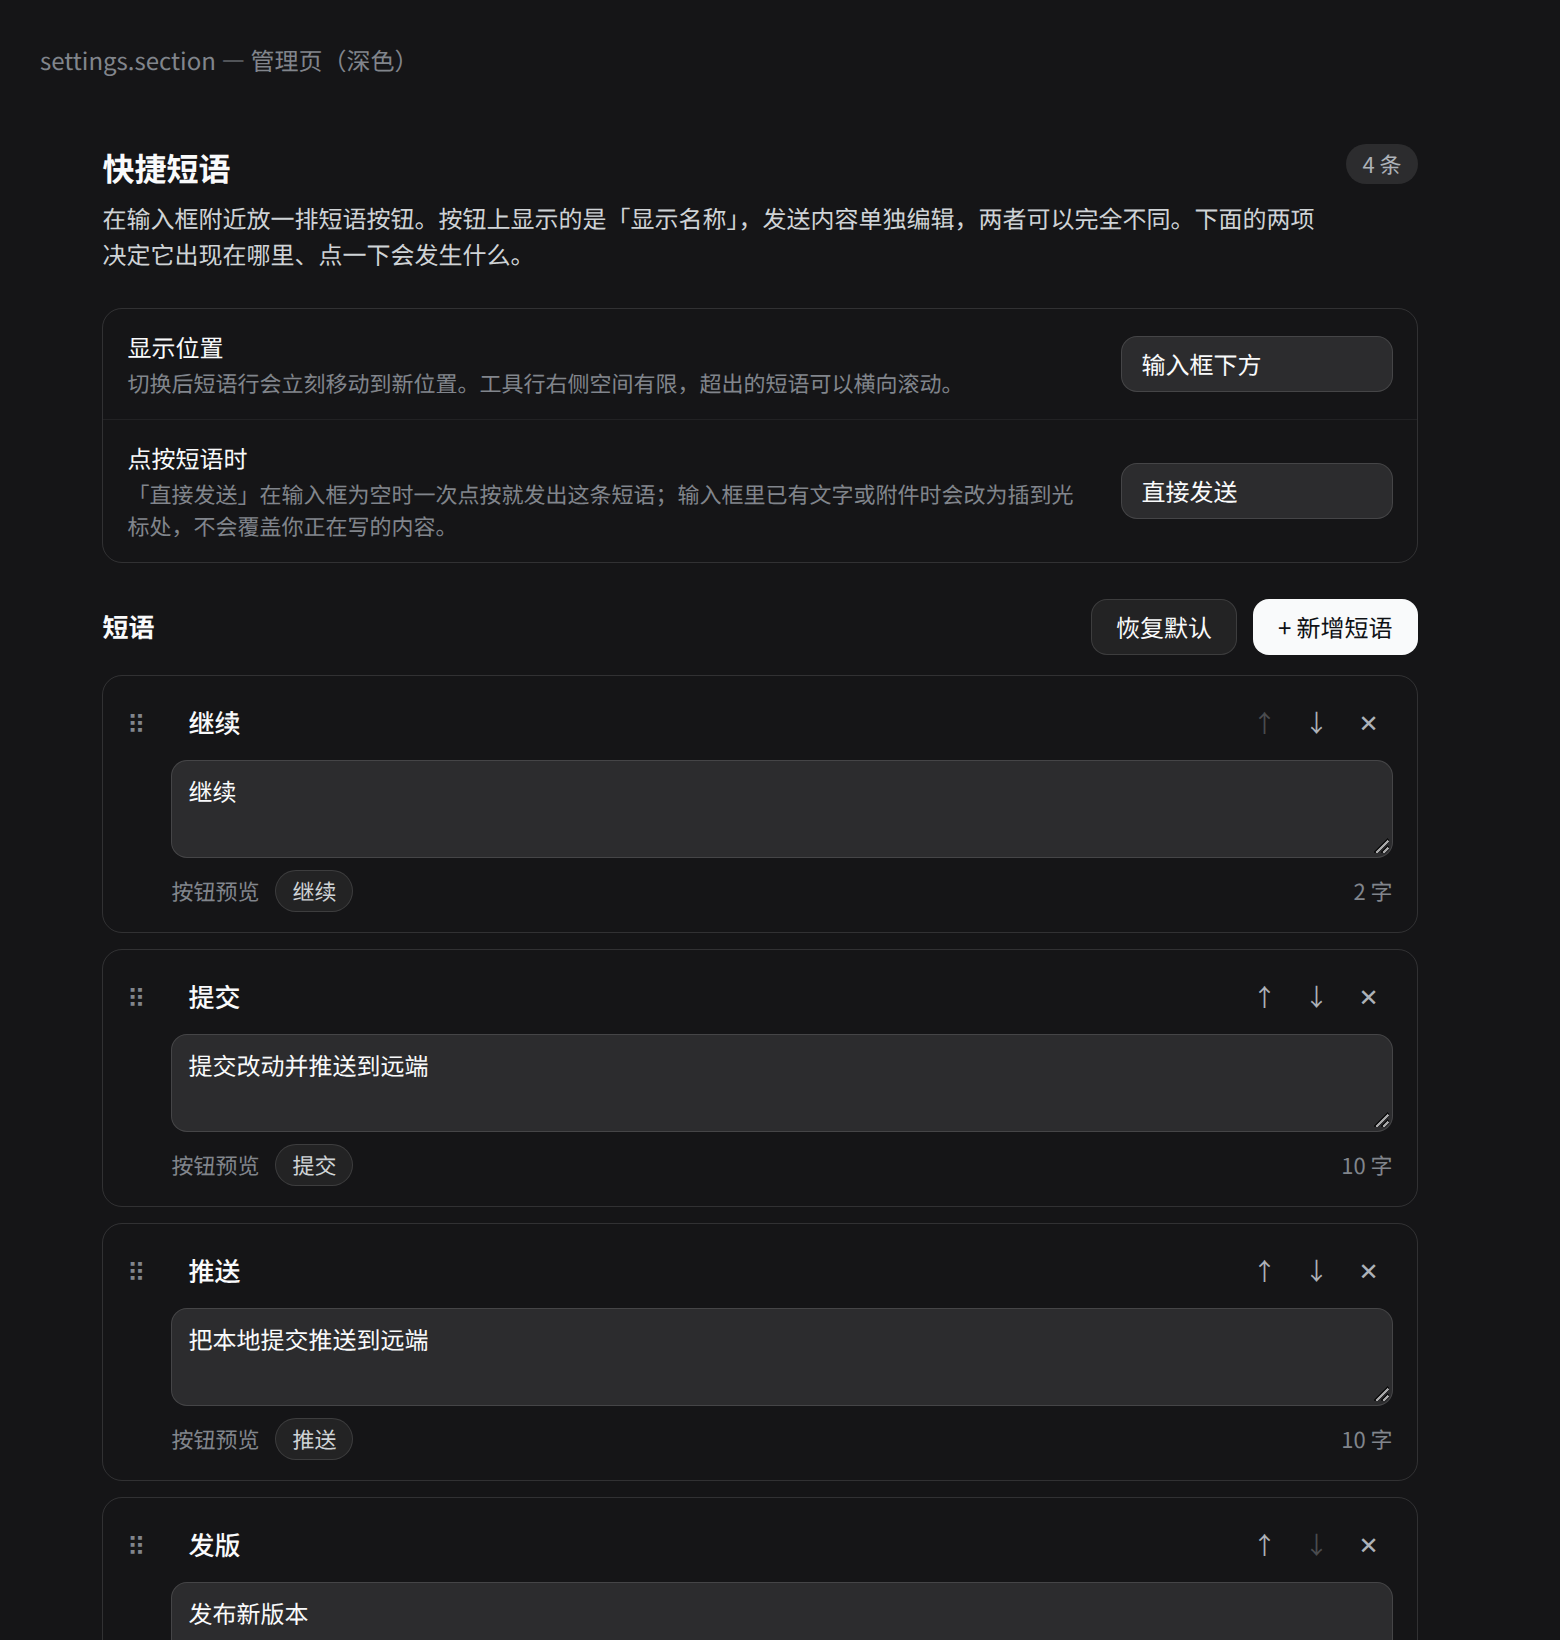 settings.section — 管理页（深色）
快捷短语
4 条
在输入框附近放一排短语按钮。按钮上显示的是「显示名称」，发送内容单独编辑，两者可以完全不同。下面的两项
决定它出现在哪里、点一下会发生什么。
显示位置
切换后短语行会立刻移动到新位置。工具行右侧空间有限，超出的短语可以横向滚动。
输入框下方
点按短语时
「直接发送」在输入框为空时一次点按就发出这条短语；输入框里已有文字或附件时会改为插到光
标处，不会覆盖你正在写的内容。
直接发送
短语
恢复默认
+ 新增短语
继续
↑ ↓ ✕
继续
按钮预览 继续
2 字
提交
↑ ↓ ✕
提交改动并推送到远端
按钮预览 提交
10 字
推送
↑ ↓ ✕
把本地提交推送到远端
按钮预览 推送
10 字
发版
↑ ↓ ✕
发布新版本